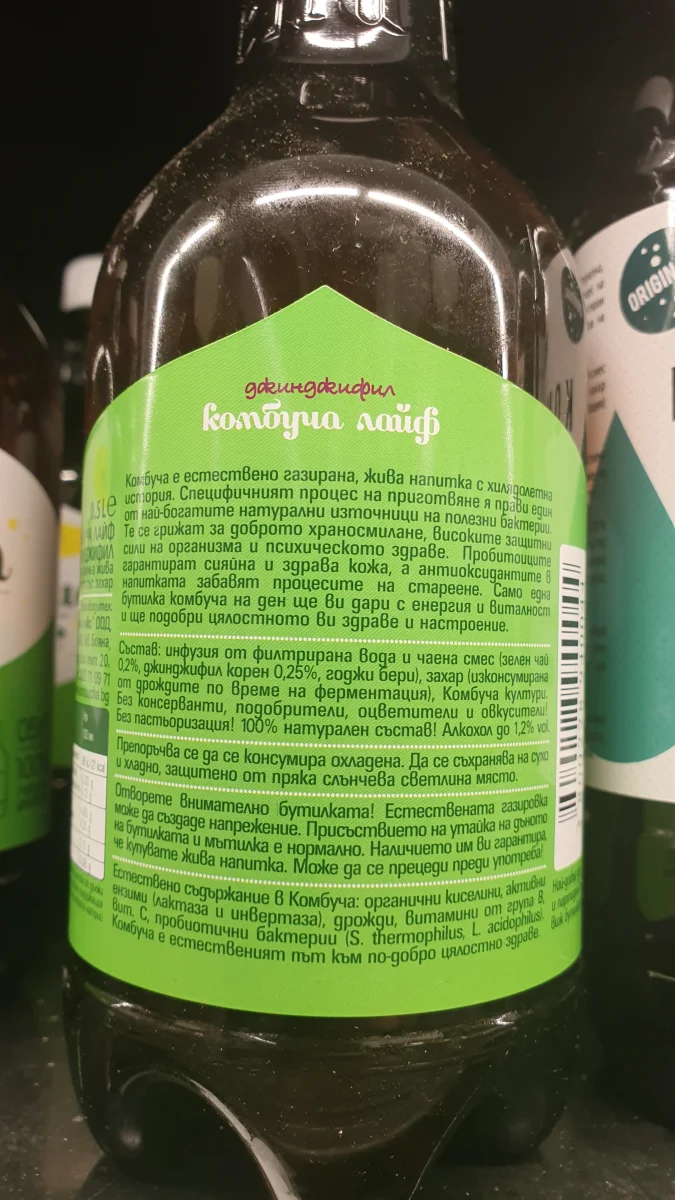 джинджифил
комбуча лайф
Комбуча е естествено газирана, жива напитка с хилядолетна
история. Специфичният процес на приготвяне я прави един
от най-богатите натурални източници на полезни бактерии.
Те се грижат за доброто храносмилане, високите защитни
сили на организма и психическото здраве. Пробитоиците
гарантират сияйна и здрава кожа, а антиоксидантите в
напитката забавят процесите на стареене. Само една
бутилка комбуча на ден ще ви дари с енергия и виталност
и ще подобри цялостното ви здраве и настроение.
Състав: инфузия от филтрирана вода и чаена смес (зелен чай
0,2%, джинджифил корен 0,25%, годжи бери), захар (изконсумирана
от дрождите по време на ферментация), Комбуча култури.
Без консерванти, подобрители, оцветители и овкусители!
Без пастьоризация! 100% натурален състав! Алкохол до 1,2% vol.
Препоръчва се да се консумира охладена. Да се съхранява на сухо
и хладно, защитено от пряка слънчева светлина място.
Отворете внимателно бутилката! Естествената газировка
може да създаде напрежение. Присъствието на утайка на дъното
на бутилката и мътилка е нормално. Наличието им ви гарантира,
че купувате жива напитка. Може да се прецеди преди употреба!
Естествено съдържание в Комбуча: органични киселини, активни
ензими (лактаза и инвертаза), дрожди, витамини от група B,
вит. C, пробиотични бактерии (S. thermophilus, L. acidophilus).
Комбуча е естественият път към по-добро цялостно здраве.
0.5L e
ЛАЙФ
ORIGIN